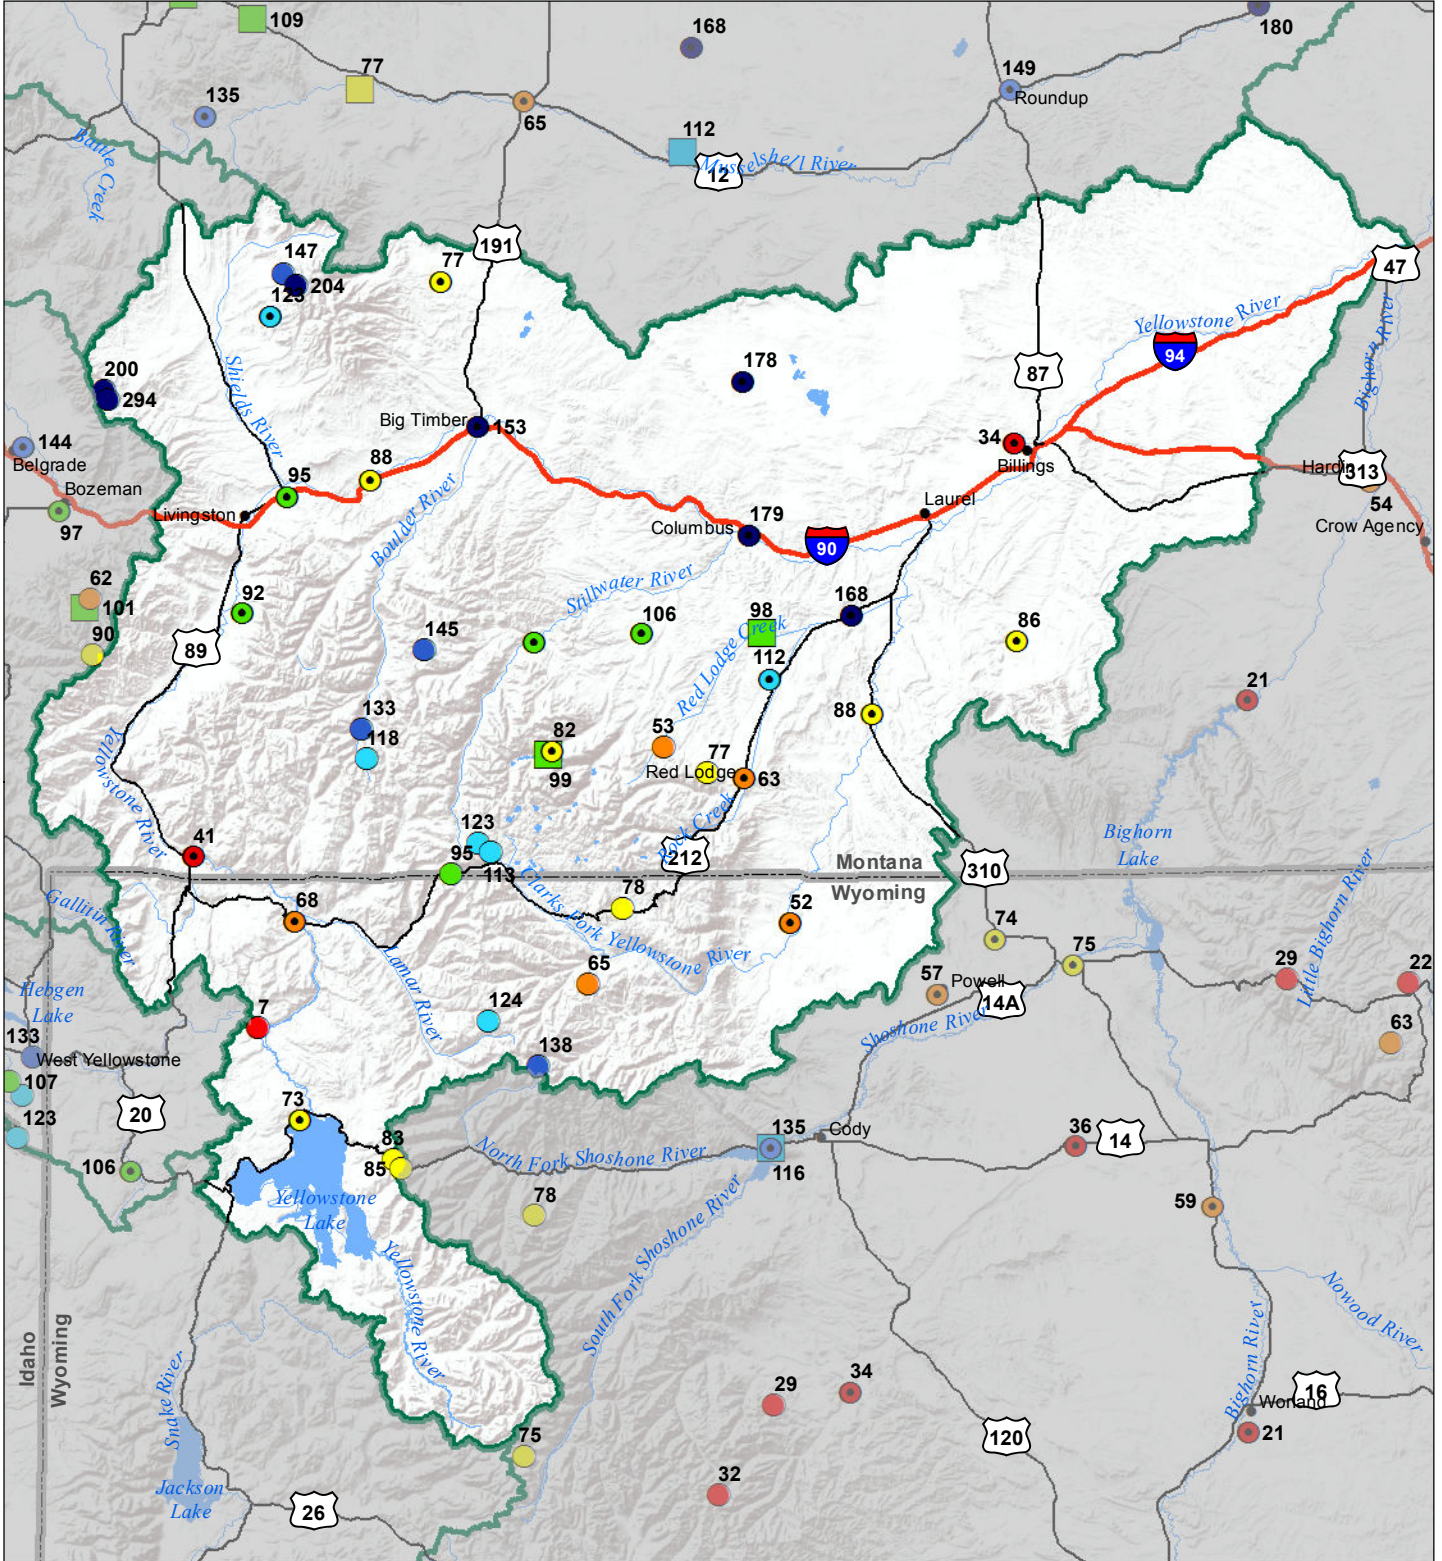 109
168
180
77
149
Roundup
135
65
112
Musselshell River
12
Battle Creek
191
47
147
77
204
123
Yellowstone River
94
Bighorn River
200
294
Shields River
178
87
Big Timber
153
34
Billings
144
Belgrade
88
95
Bozeman
Hardin
313
54
Crow Agency
Livingston
97
Boulder River
Laurel
Columbus
179
90
62
101
90
92
89
145
Stillwater River
106
98
168
Red Lodge Creek
112
86
21
133
118
82
99
53
77
Red Lodge
63
88
Yellowstone River
Rock Creek
212
41
123
95
113
Montana
Wyoming
310
Bighorn
Lake
Little Bighorn River
Gallitin River
68
Clarks Fork Yellowstone River
78
52
74
75
Lamar River
65
57
Powell
14A
29
22
Hebgen
Lake
7
124
Shoshone River
63
133
West Yellowstone
138
107
123
20
73
83
85
106
North Fork Shoshone River
135
116
Cody
36
14
Yellowstone
Lake
78
59
South Fork Shoshone River
Yellowstone River
Nowood River
Idaho
Wyoming
Snake River
29
34
Bighorn River
16
Worland
21
75
120
32
Jackson
Lake
26